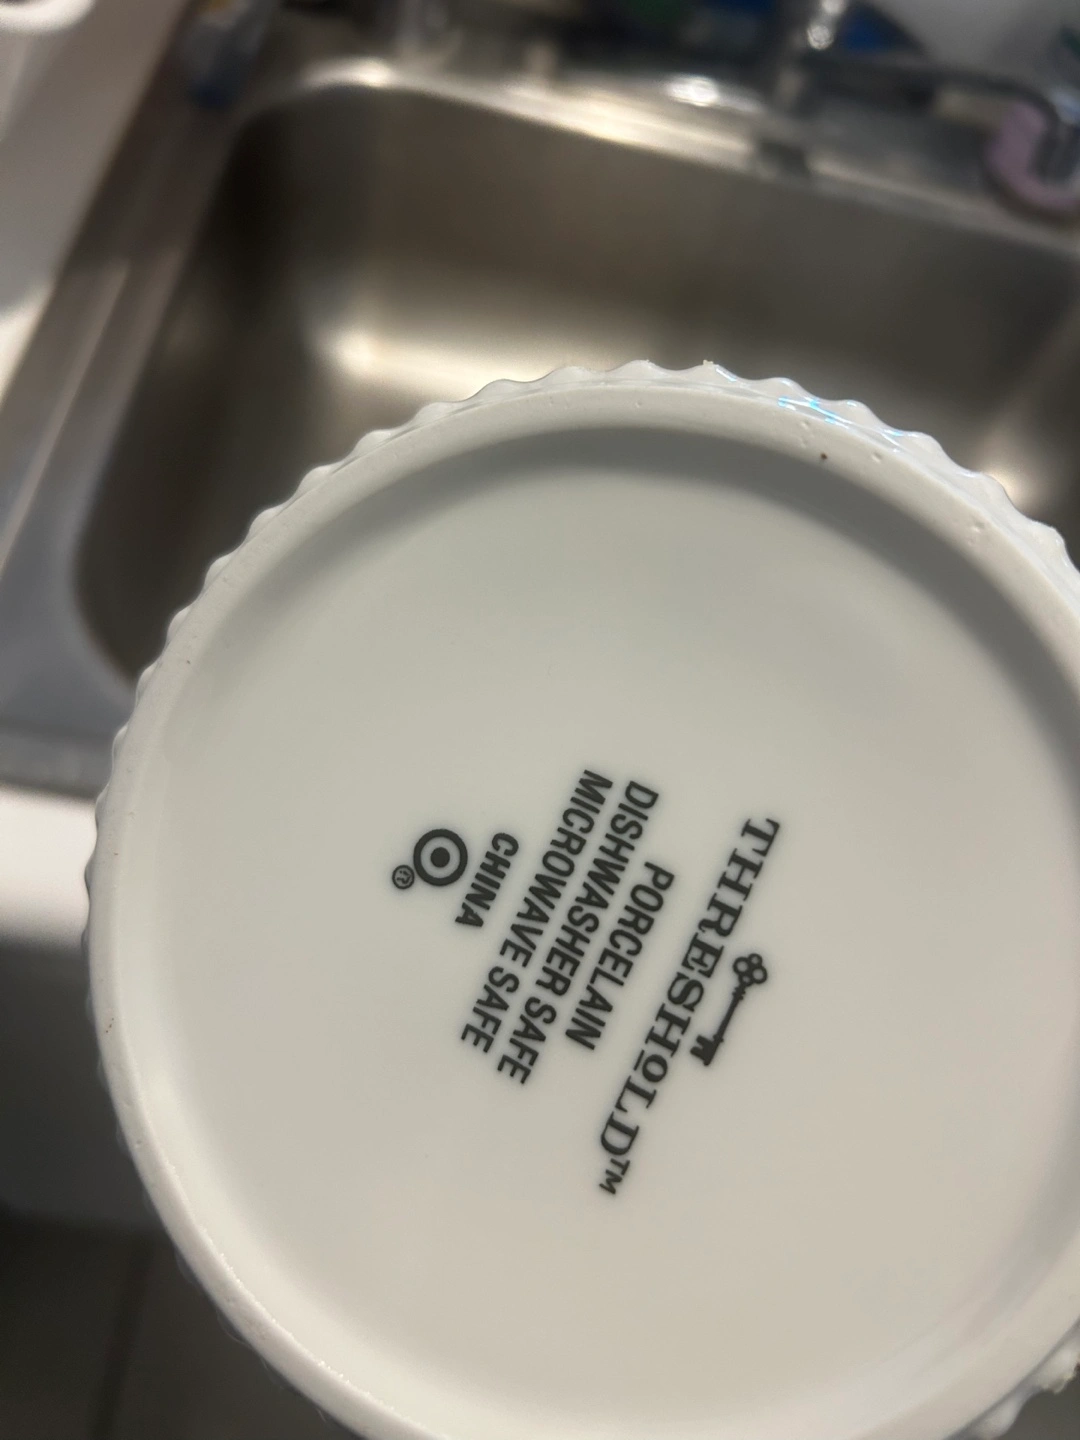 THRESHOLD™
PORCELAIN
DISHWASHER SAFE
MICROWAVE SAFE
CHINA
®